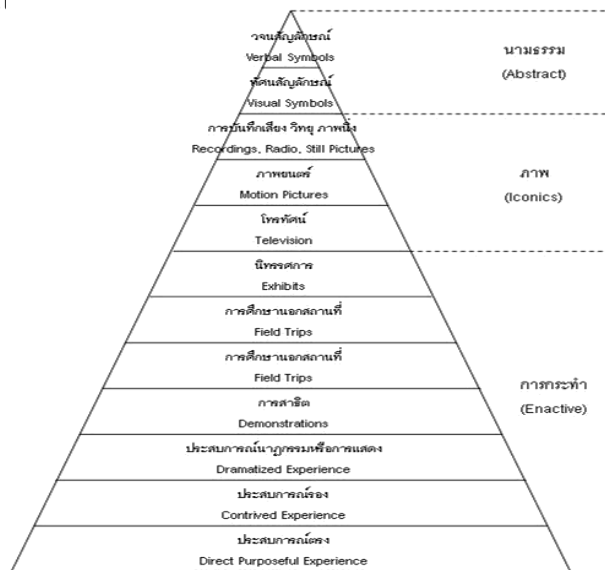 วจนสัญลักษณ์
Verbal Symbols
ทัศนสัญลักษณ์
Visual Symbols
นามธรรม
(Abstract)
การบันทึกเสียง วิทยุ ภาพนิ่ง
Recordings, Radio, Still Pictures
ภาพยนตร์
Motion Pictures
โทรทัศน์
Television
ภาพ
(Iconics)
นิทรรศการ
Exhibits
การศึกษานอกสถานที่
Field Trips
การศึกษานอกสถานที่
Field Trips
การสาธิต
Demonstrations
ประสบการณ์นาฏกรรมหรือการแสดง
Dramatized Experience
ประสบการณ์รอง
Contrived Experience
ประสบการณ์ตรง
Direct Purposeful Experience
การกระทำ
(Enactive)